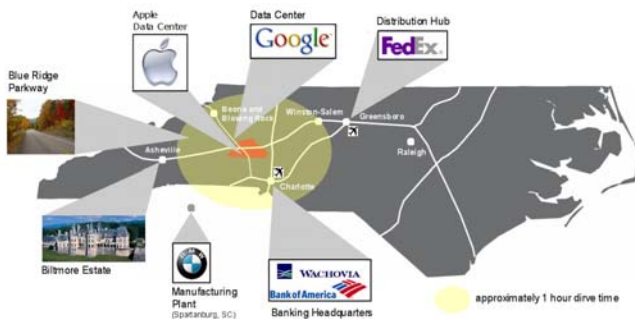 Apple
Data Center
Data Center
Google
Distribution Hub
FedEx
Blue Ridge
Parkway
Boone and
Blowing Rock
Winston-Salem
Greensboro
Asheville
Raleigh
Charlotte
Biltmore Estate
BMW
Manufacturing
Plant
(Spartanburg, SC)
WACHOVIA
Bank of America
Banking Headquarters
approximately 1 hour dirve time